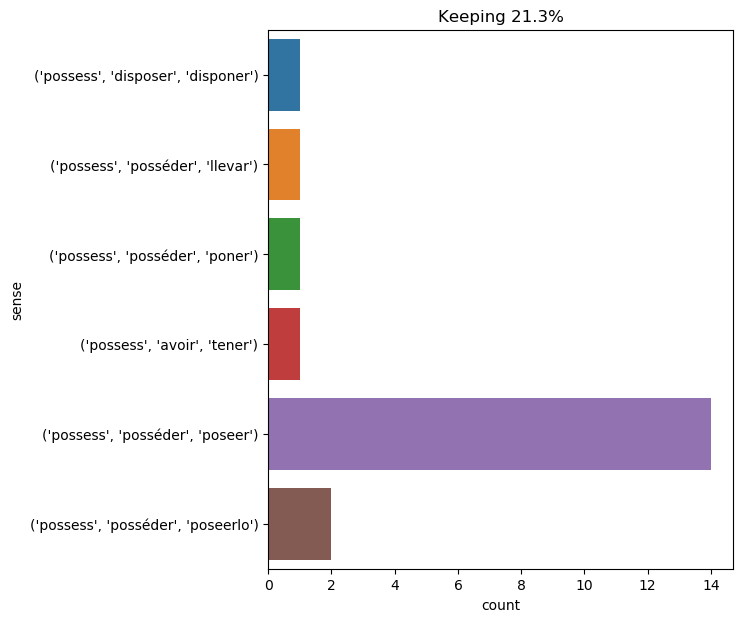 Keeping 21.3%
('possess', 'disposer', 'disponer')
('possess', 'posséder', 'llevar')
('possess', 'posséder', 'poner')
('possess', 'avoir', 'tener')
('possess', 'posséder', 'poseer')
('possess', 'posséder', 'poseerlo')
sense
0 2 4 6 8 10 12 14
count